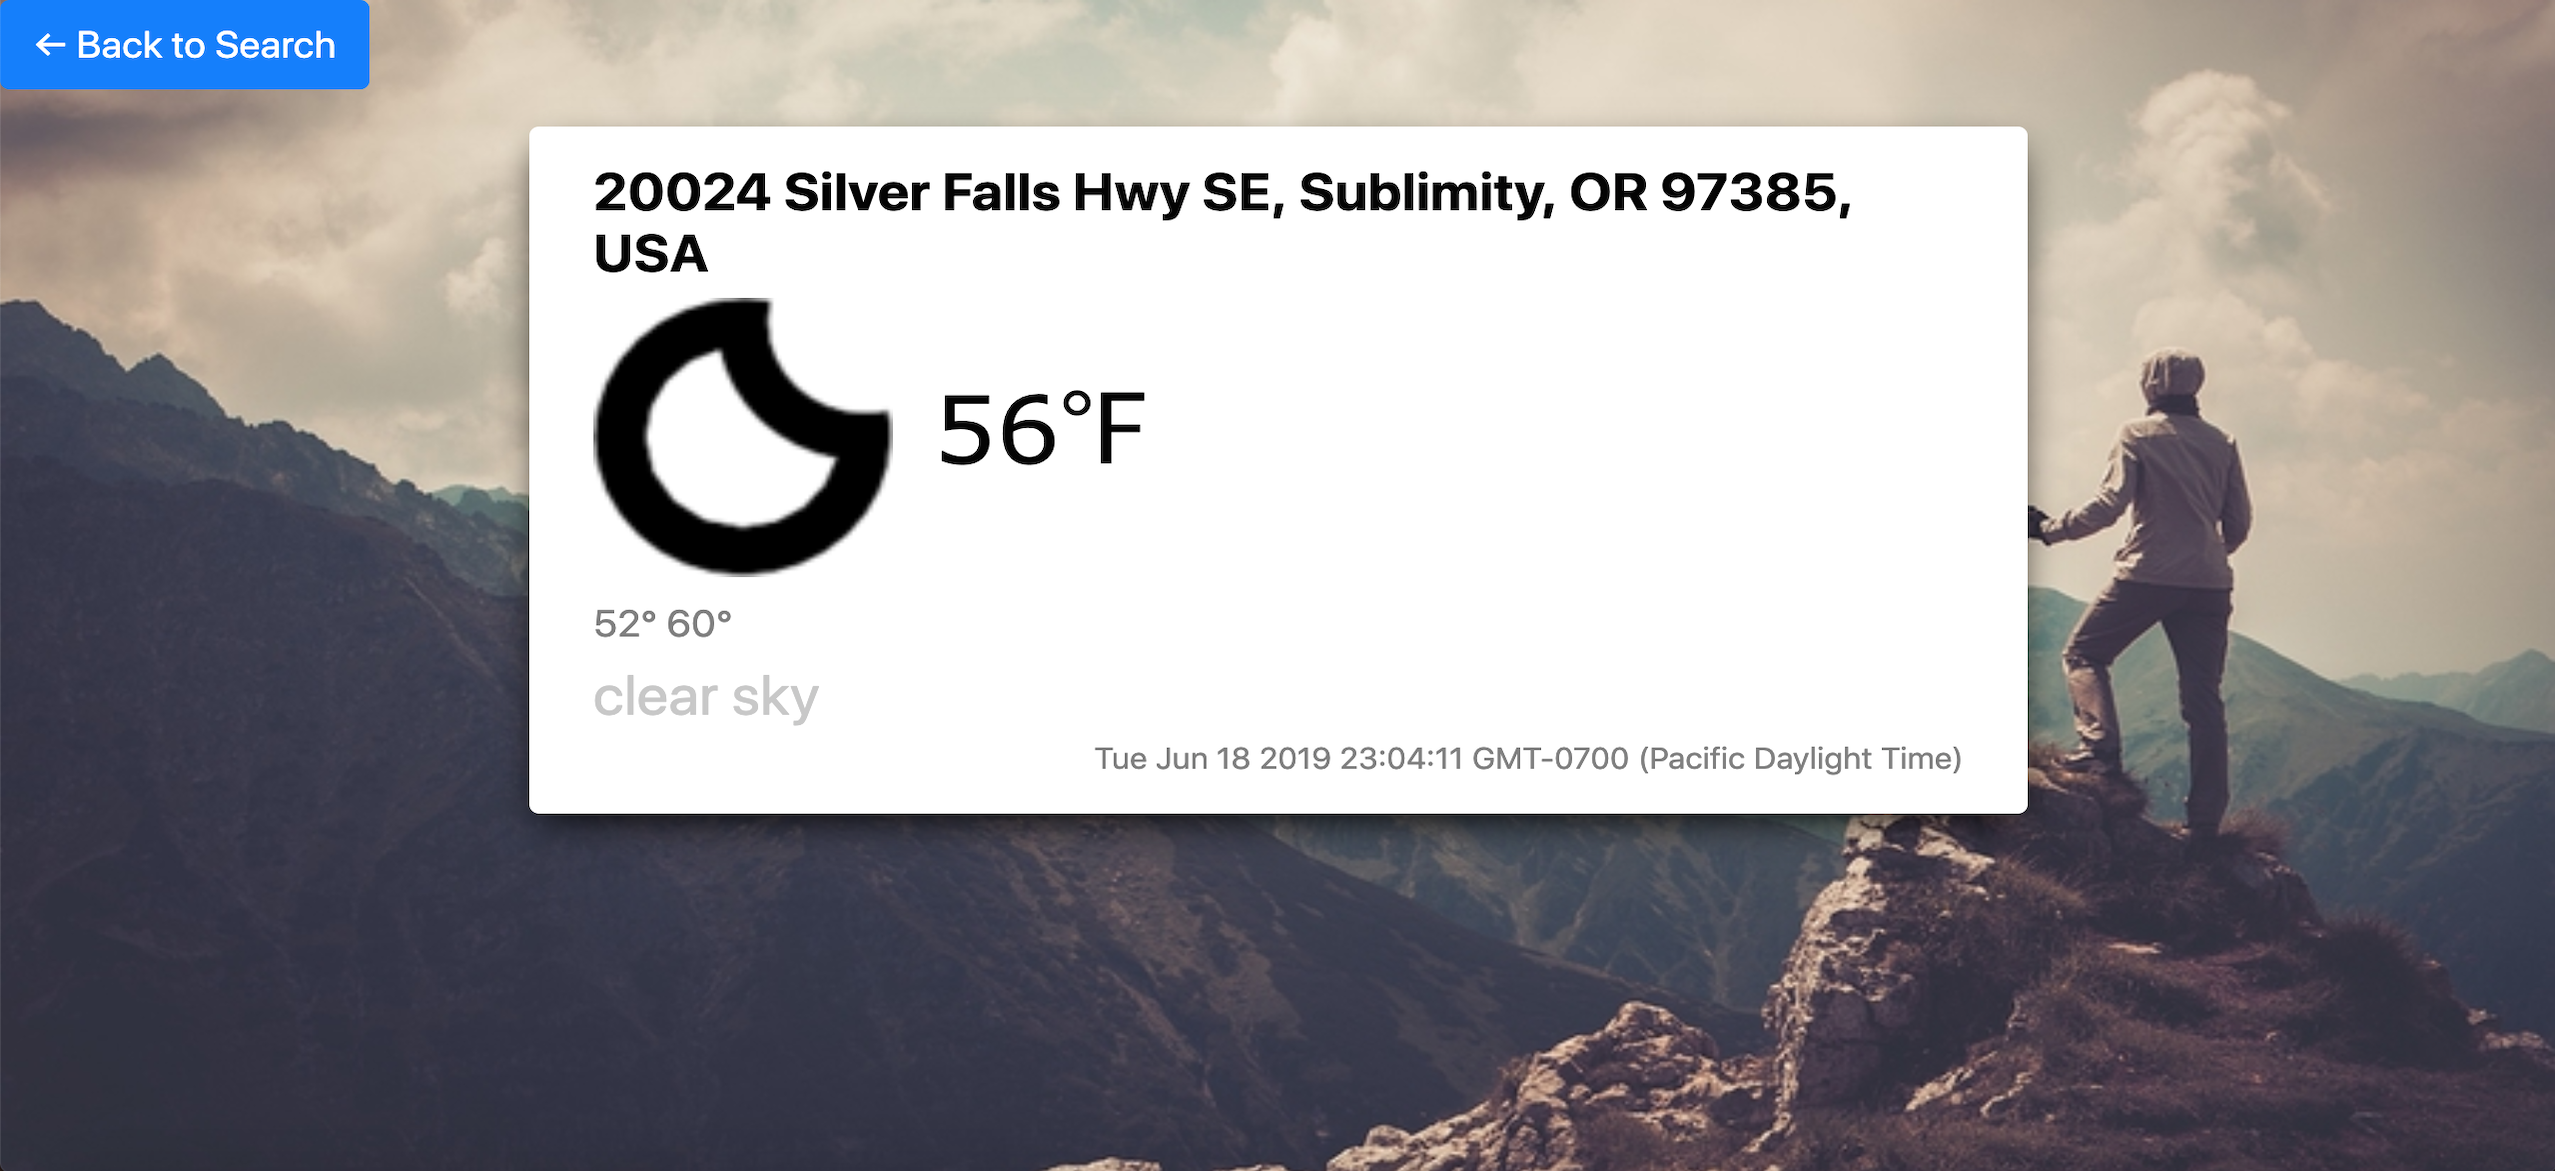 ← Back to Search
20024 Silver Falls Hwy SE, Sublimity, OR 97385,
USA
56°F
52° 60°
clear sky
Tue Jun 18 2019 23:04:11 GMT-0700 (Pacific Daylight Time)